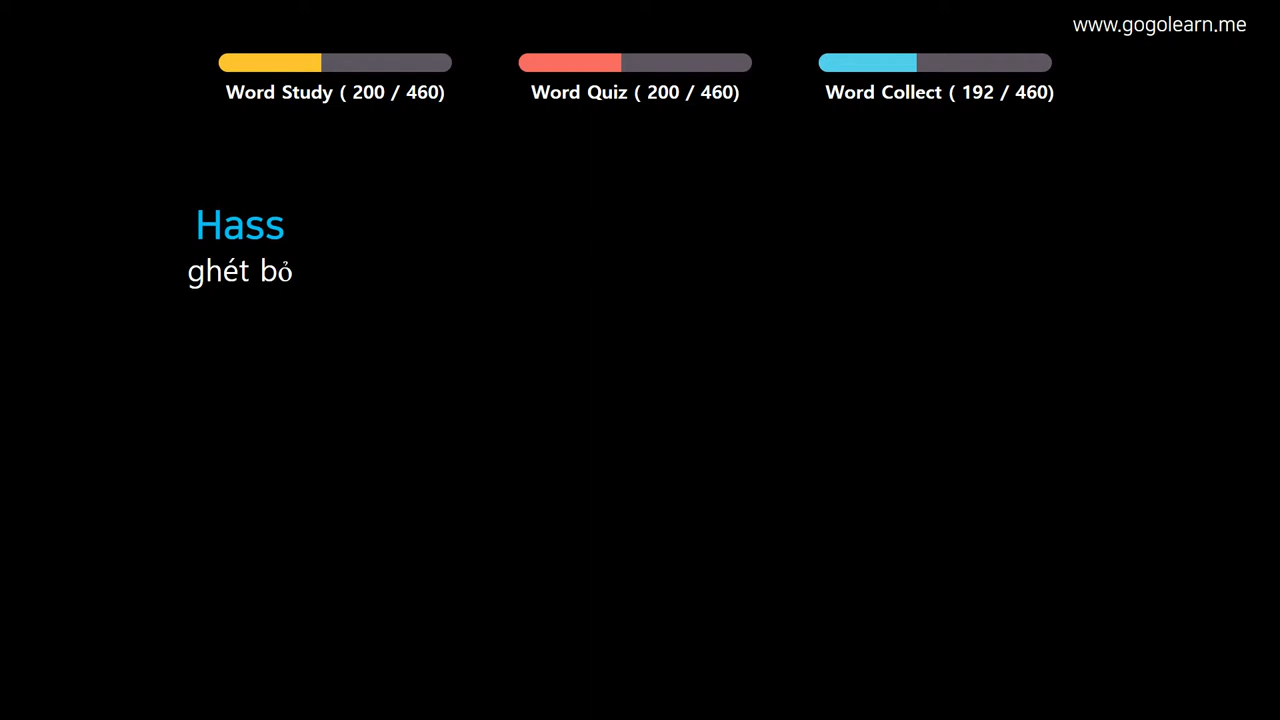 www.gogolearn.me
Word Study ( 200 / 460)
Word Quiz ( 200 / 460)
Word Collect ( 192 / 460)
Hass
ghét bỏ